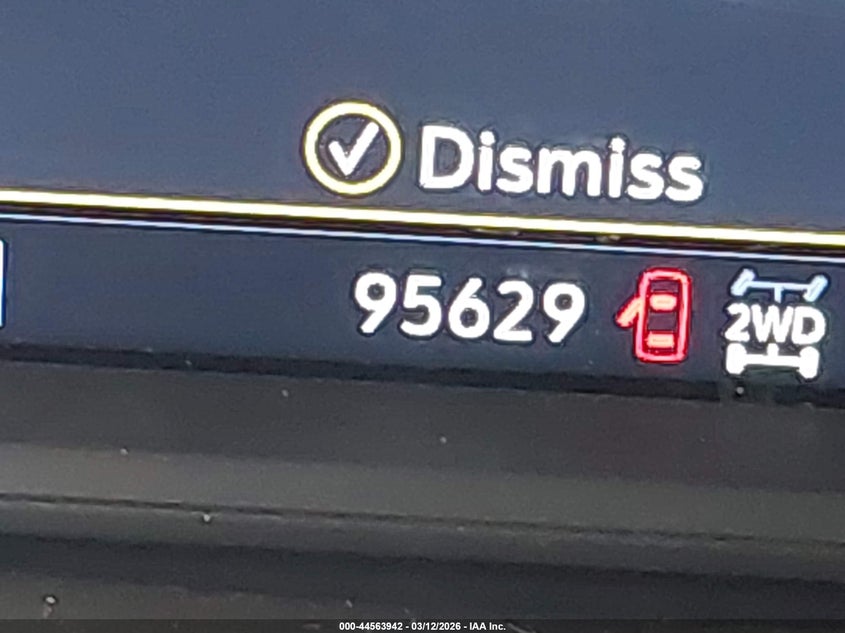 Dismiss
95629
2WD
000-44563942 - 03/12/2026 - IAA Inc.